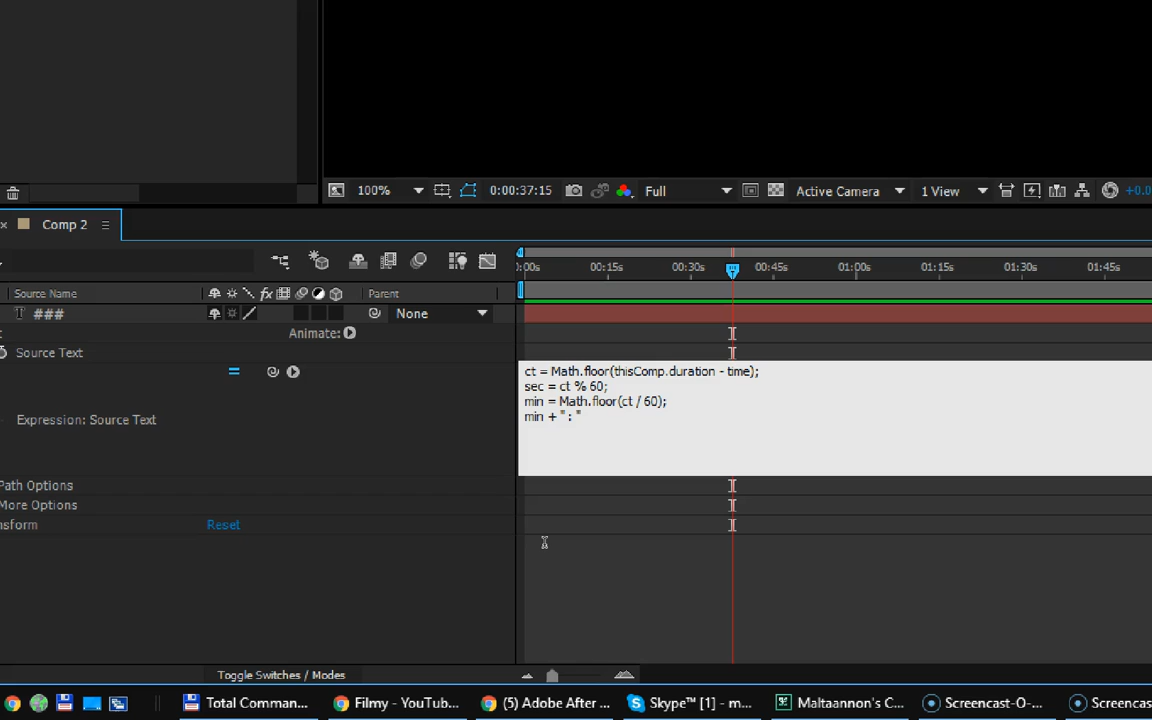 100%
0:00:37:15
Full
Active Camera
1 View
+0.0
Comp 2
:00s
00:15s
00:30s
00:45s
01:00s
01:15s
01:30s
01:45s
Source Name
fx
Parent
T
###
None
Animate:
Source Text
ct = Math.floor(thisComp.duration - time);
sec = ct % 60;
min = Math.floor(ct / 60);
min + " : "
Expression: Source Text
Path Options
More Options
nsform
Reset
Toggle Switches / Modes
Total Comman...
Filmy - YouTub...
(5) Adobe After ...
Skype™ [1] - m...
Maltaannon's C...
Screencast-O-...
Screencas